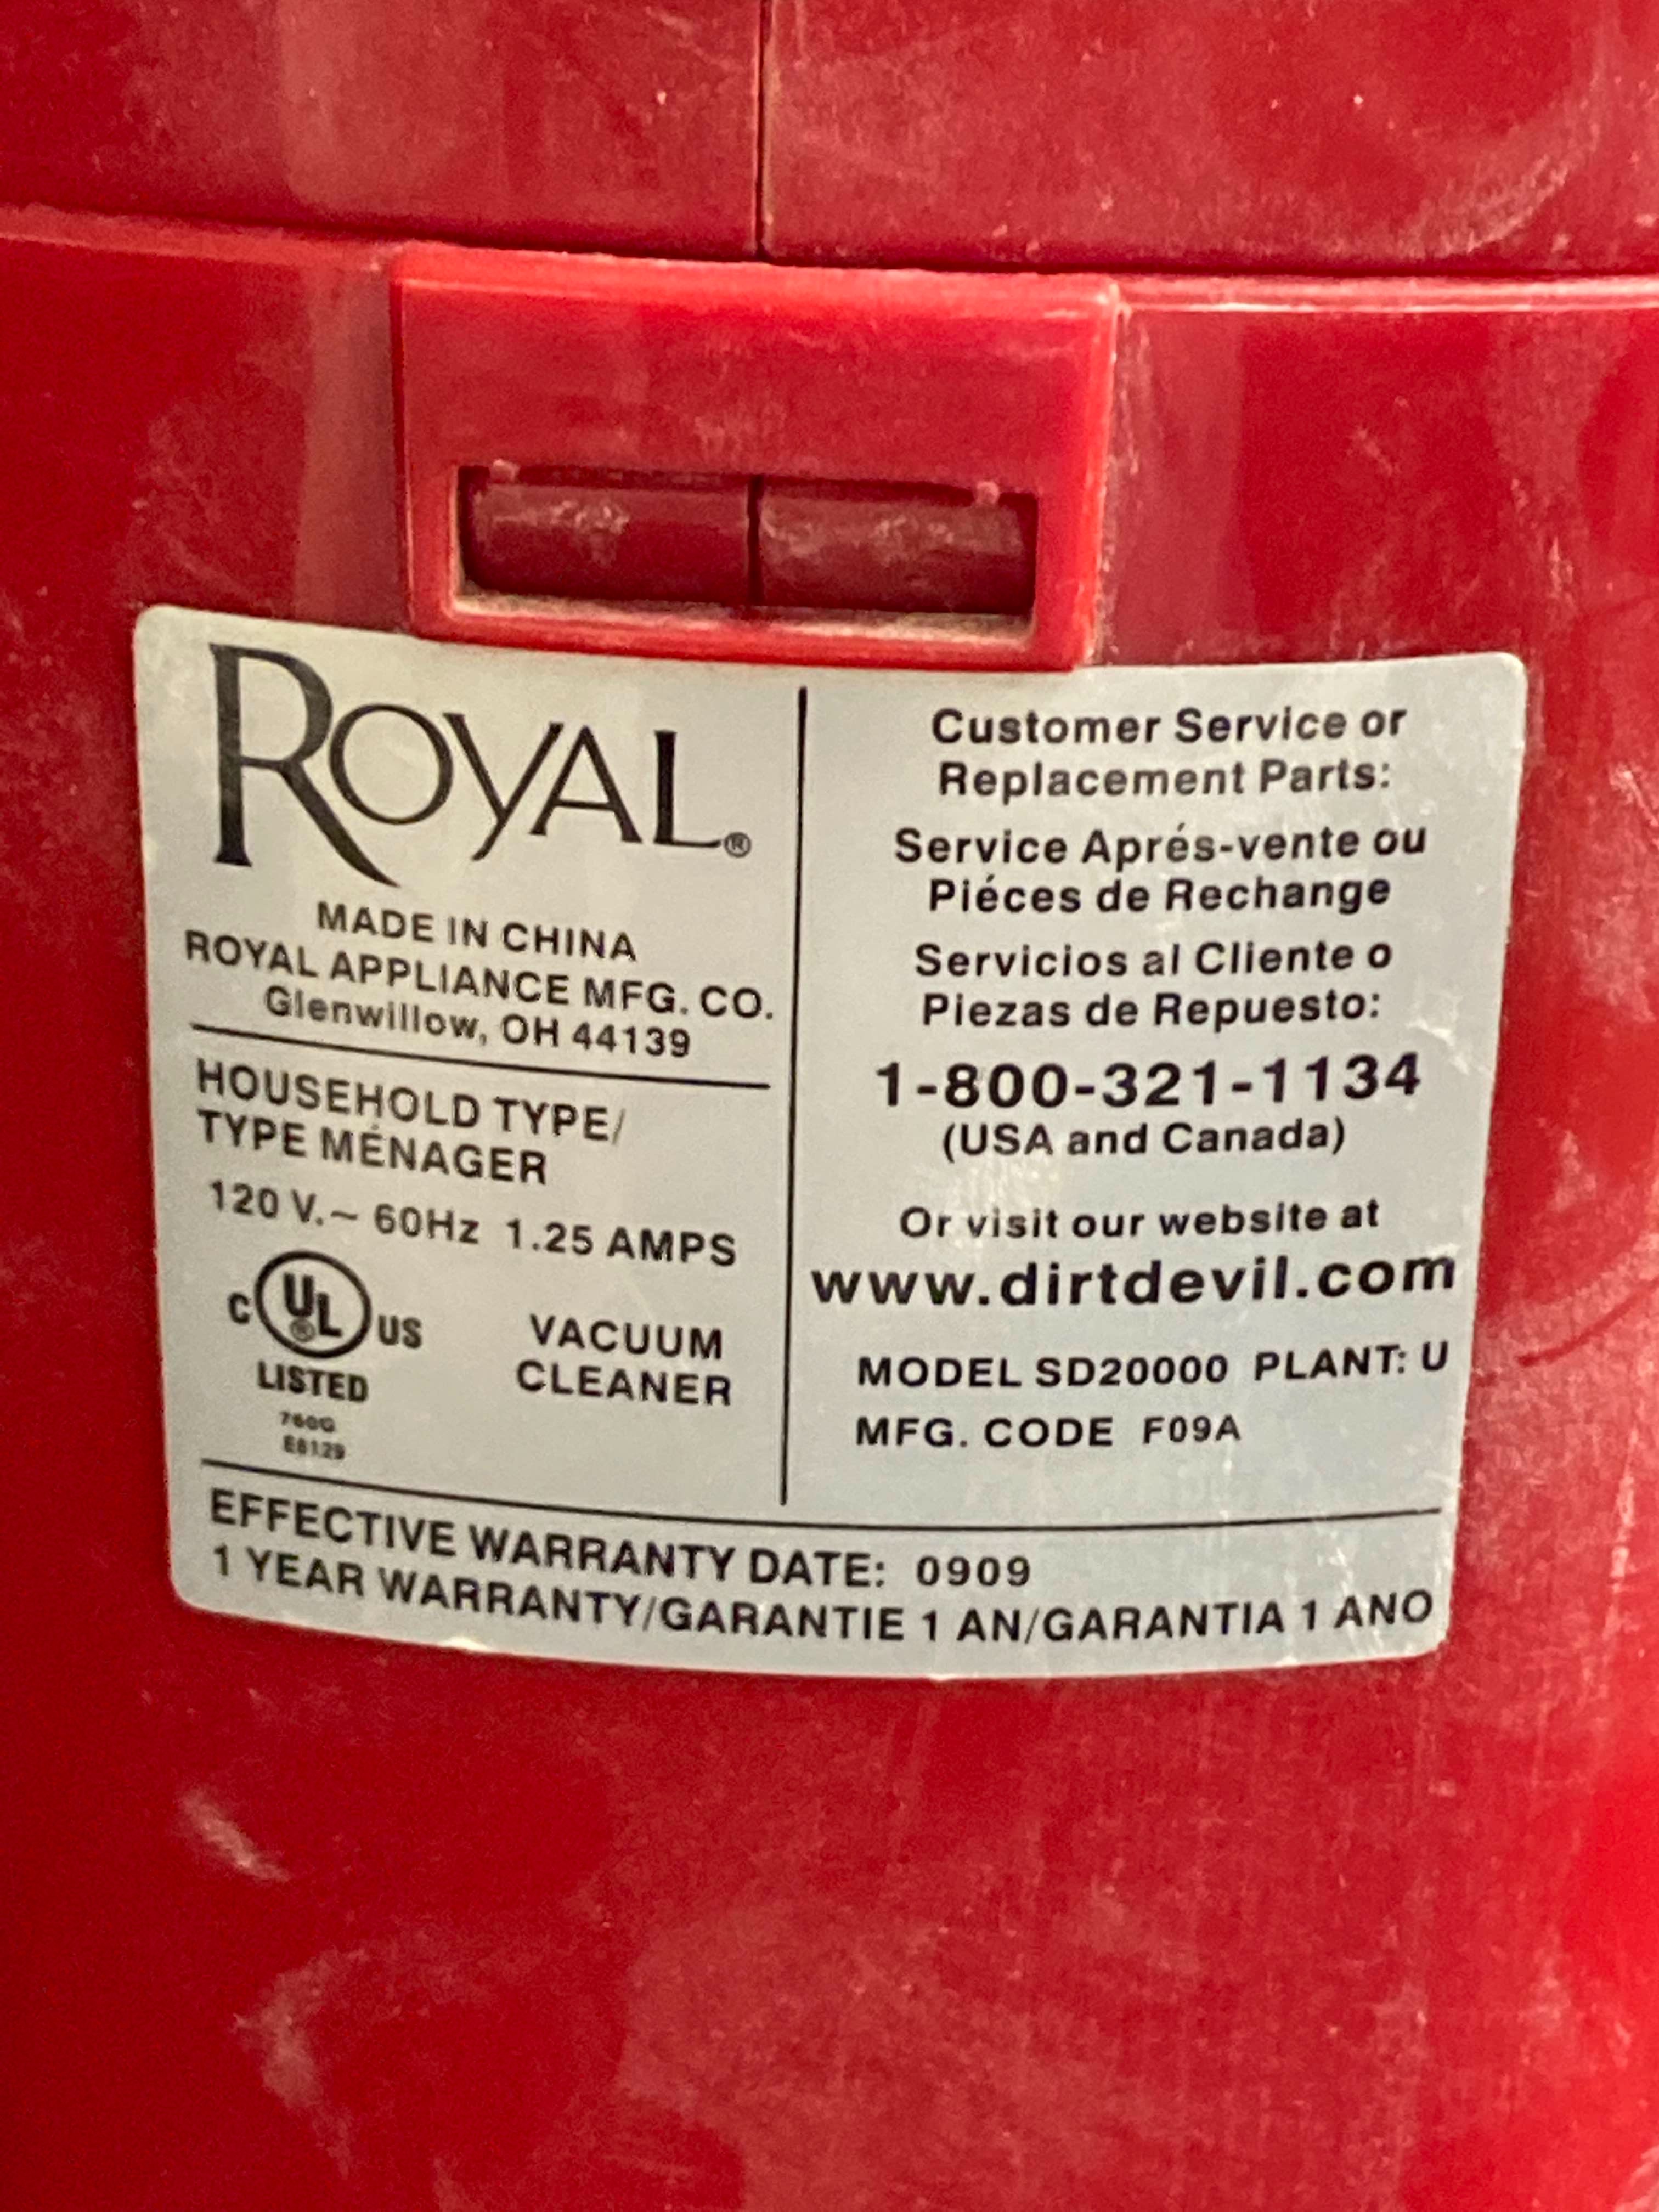 ROYAL®
MADE IN CHINA
ROYAL APPLIANCE MFG. CO.
Glenwillow, OH 44139
HOUSEHOLD TYPE/
TYPE MÉNAGER
120 V.~ 60Hz 1.25 AMPS
C UL® US
LISTED
760G
E8129
VACUUM
CLEANER
Customer Service or
Replacement Parts:
Service Aprés-vente ou
Piéces de Rechange
Servicios al Cliente o
Piezas de Repuesto:
1-800-321-1134
(USA and Canada)
Or visit our website at
www.dirtdevil.com
MODEL SD20000 PLANT: U
MFG. CODE F09A
EFFECTIVE WARRANTY DATE: 0909
1 YEAR WARRANTY/GARANTIE 1 AN/GARANTIA 1 ANO